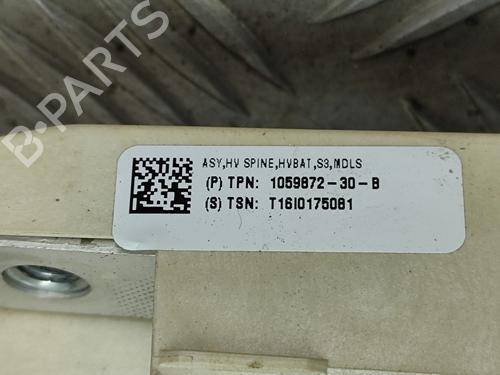 ASY,HV SPINE,HVBAT,S3,MDLS
(P) TPN: 1059872-30-B
(S) TSN: T16I0175081
B-PARTS